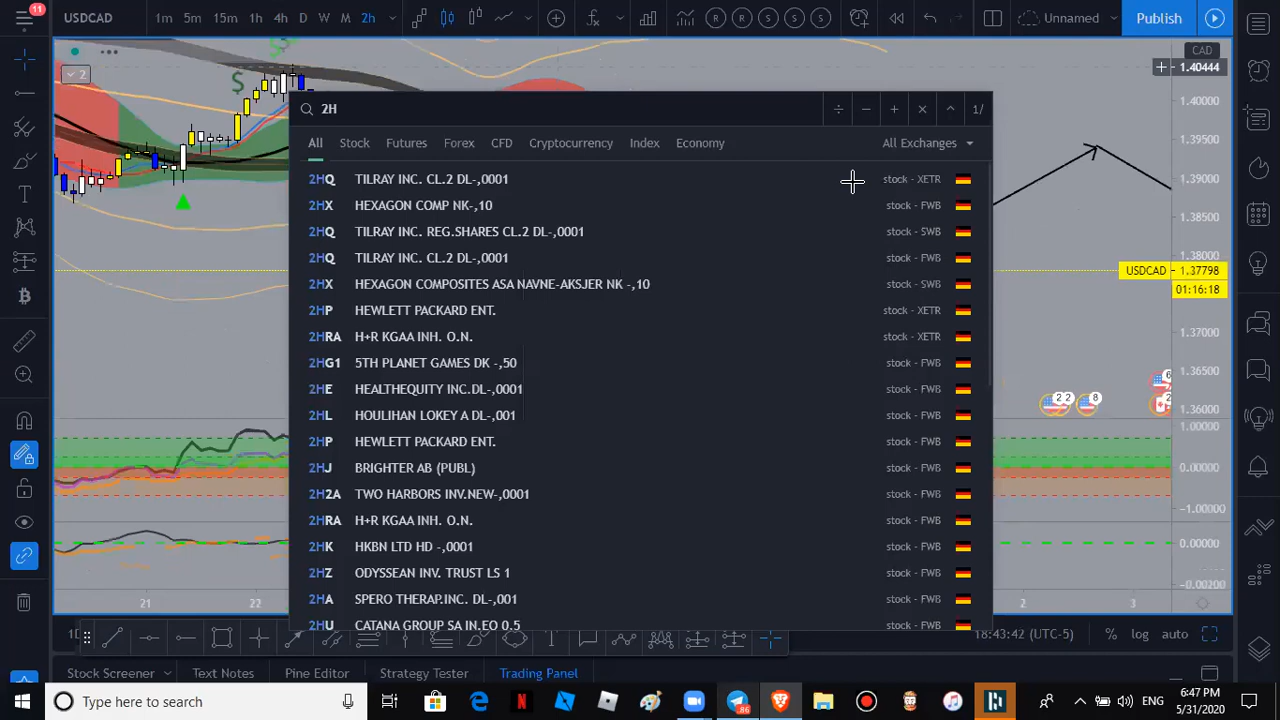 11
USDCAD
1m 5m 15m 1h 4h D W M 2h
R R S S S
Unnamed
Publish
2
$
$
CAD
1.40444
1.40000
1.39500
1.39000
1.38500
1.38000
USDCAD 1.37798
01:16:18
1.37000
1.36500
1.36000
1.00000
0.00000
-1.00000
0.00000
-0.00200
2H
÷ − + × 1/
All Stock Futures Forex CFD Cryptocurrency Index Economy
All Exchanges
2HQ TILRAY INC. CL.2 DL-,0001 stock - XETR
2HX HEXAGON COMP NK-,10 stock - FWB
2HQ TILRAY INC. REG.SHARES CL.2 DL-,0001 stock - SWB
2HQ TILRAY INC. CL.2 DL-,0001 stock - FWB
2HX HEXAGON COMPOSITES ASA NAVNE-AKSJER NK -,10 stock - SWB
2HP HEWLETT PACKARD ENT. stock - XETR
2HRA H+R KGAA INH. O.N. stock - XETR
2HG1 5TH PLANET GAMES DK -,50 stock - FWB
2HE HEALTHEQUITY INC.DL-,0001 stock - FWB
2HL HOULIHAN LOKEY A DL-,001 stock - FWB
2HP HEWLETT PACKARD ENT. stock - FWB
2HJ BRIGHTER AB (PUBL) stock - FWB
2H2A TWO HARBORS INV.NEW-,0001 stock - FWB
2HRA H+R KGAA INH. O.N. stock - FWB
2HK HKBN LTD HD -,0001 stock - FWB
2HZ ODYSSEAN INV. TRUST LS 1 stock - FWB
2HA SPERO THERAP.INC. DL-,001 stock - FWB
2HU CATANA GROUP SA IN.EO 0.5 stock - FWB
2 2 8
21 22 2 3
18:43:42 (UTC-5) % log auto
Stock Screener Text Notes Pine Editor Strategy Tester Trading Panel
Type here to search
86
ENG
6:47 PM
5/31/2020